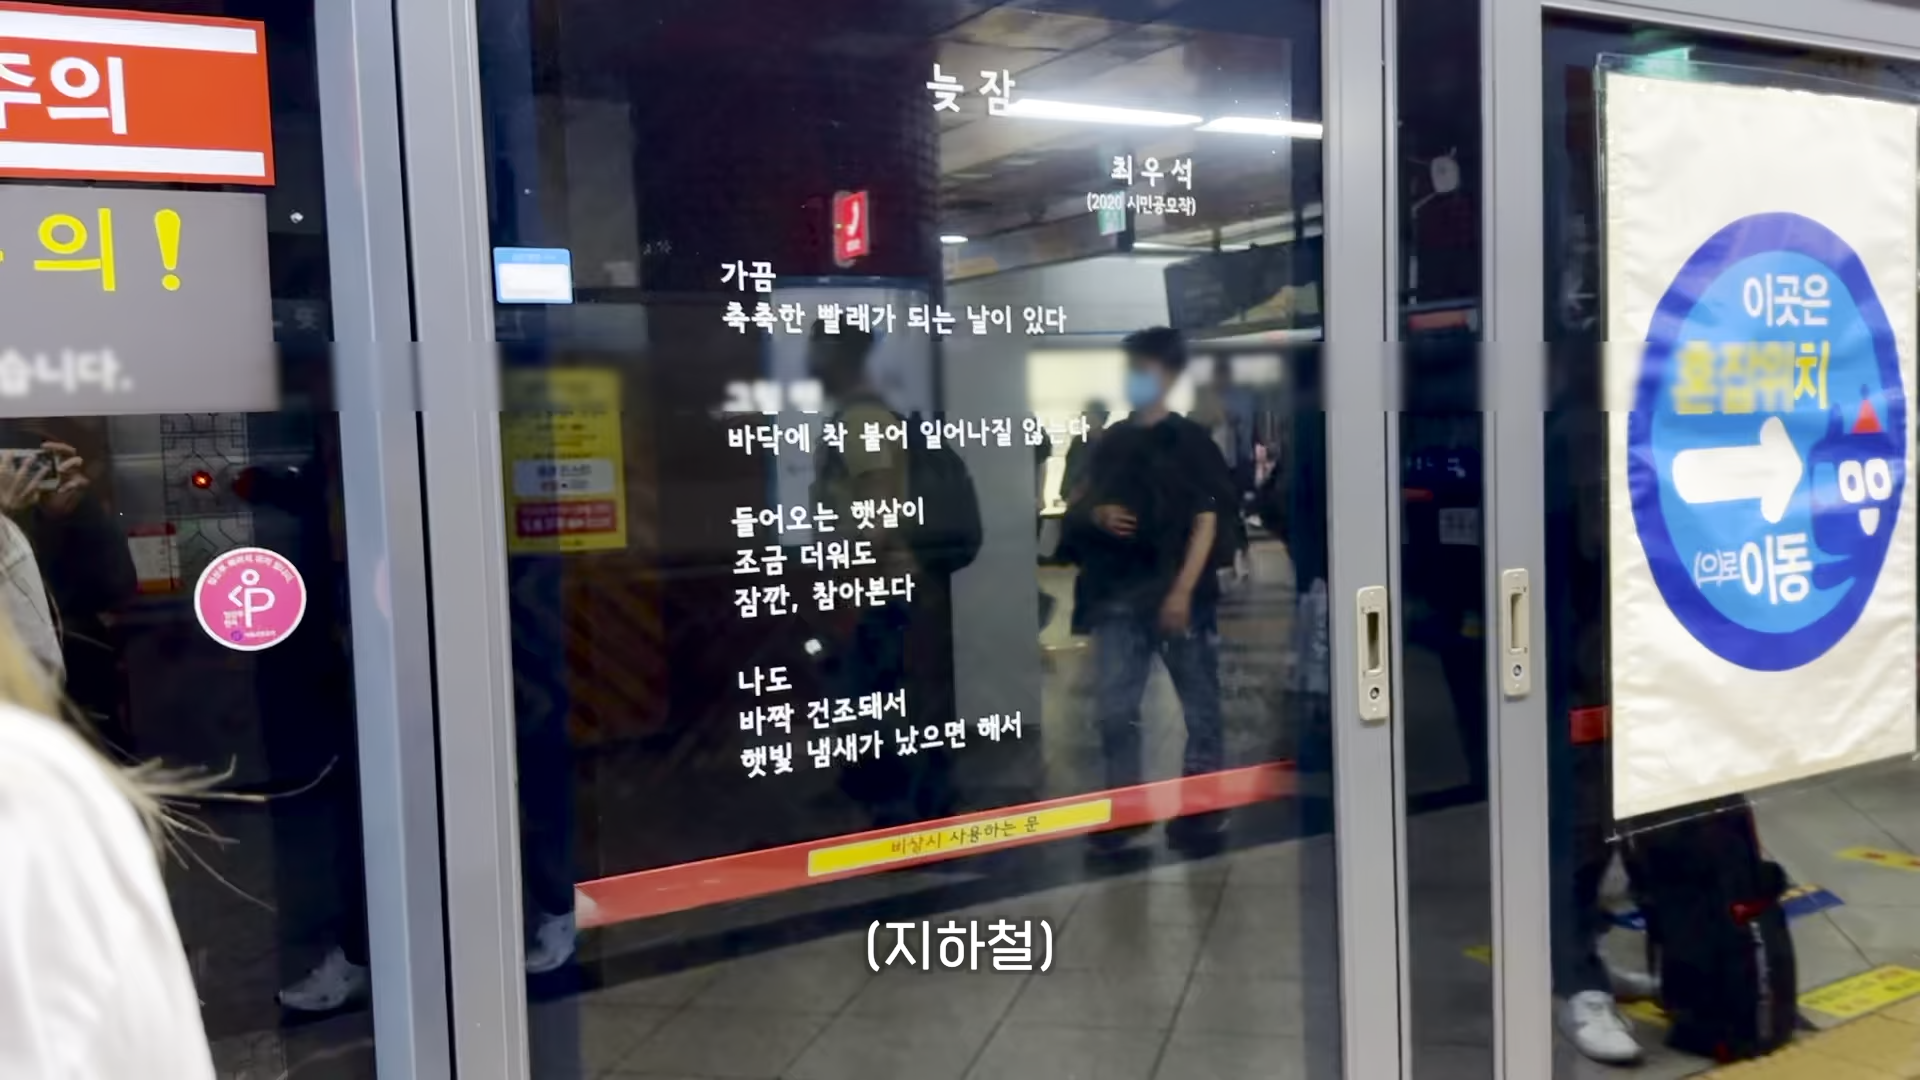 주의
의!
습니다.
늦잠
최우석
(2020 시민공모작)
가끔
축축한 빨래가 되는 날이 있다
바닥에 착 붙어 일어나질 않는다
들어오는 햇살이
조금 더워도
잠깐, 참아본다
나도
바짝 건조돼서
햇빛 냄새가 났으면 해서
비상시 사용하는 문
이곳은
혼잡위치
(으)로 이동
(지하철)